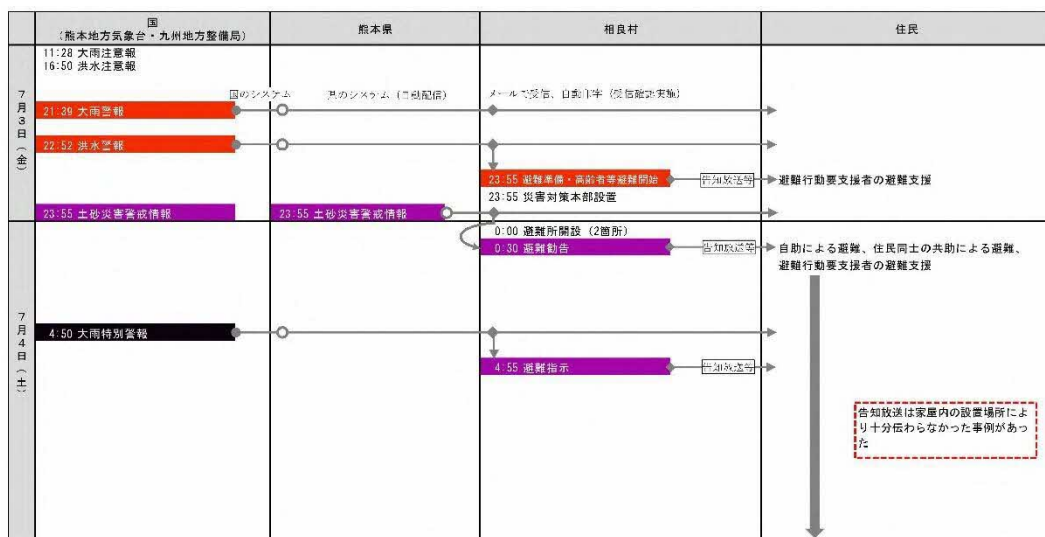 国
(熊本地方気象台・九州地方整備局)
熊本県
相良村
住民
7月3日(金)
11:28 大雨注意報
16:50 洪水注意報
国のシステム
県のシステム(自動配信)
メールで受信、自動印字(受信確認実施)
21:39 大雨警報
22:52 洪水警報
23:55 避難準備・高齢者等避難開始
告知放送等
避難行動要支援者の避難支援
23:55 災害対策本部設置
23:55 土砂災害警戒情報
23:55 土砂災害警戒情報
7月4日(土)
0:00 避難所開設(2箇所)
0:30 避難勧告
告知放送等
自助による避難、住民同士の共助による避難、
避難行動要支援者の避難支援
4:50 大雨特別警報
4:55 避難指示
告知放送等
告知放送は家屋内の設置場所によ
り十分伝わらなかった事例があっ
た